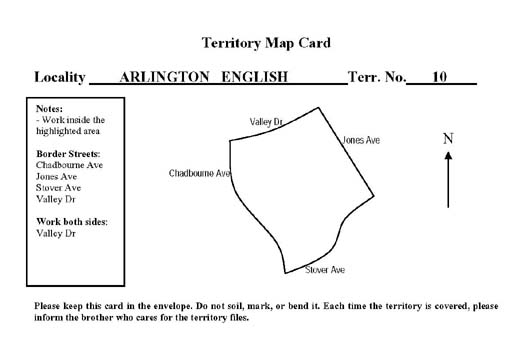 Territory Map Card
Locality ARLINGTON ENGLISH Terr. No. 10
Notes:
- Work inside the
highlighted area
Border Streets:
Chadbourne Ave
Jones Ave
Stover Ave
Valley Dr
Work both sides:
Valley Dr
Valley Dr
Jones Ave
Chadbourne Ave
Stover Ave
N
Please keep this card in the envelope. Do not soil, mark, or bend it. Each time the territory is covered, please
inform the brother who cares for the territory files.